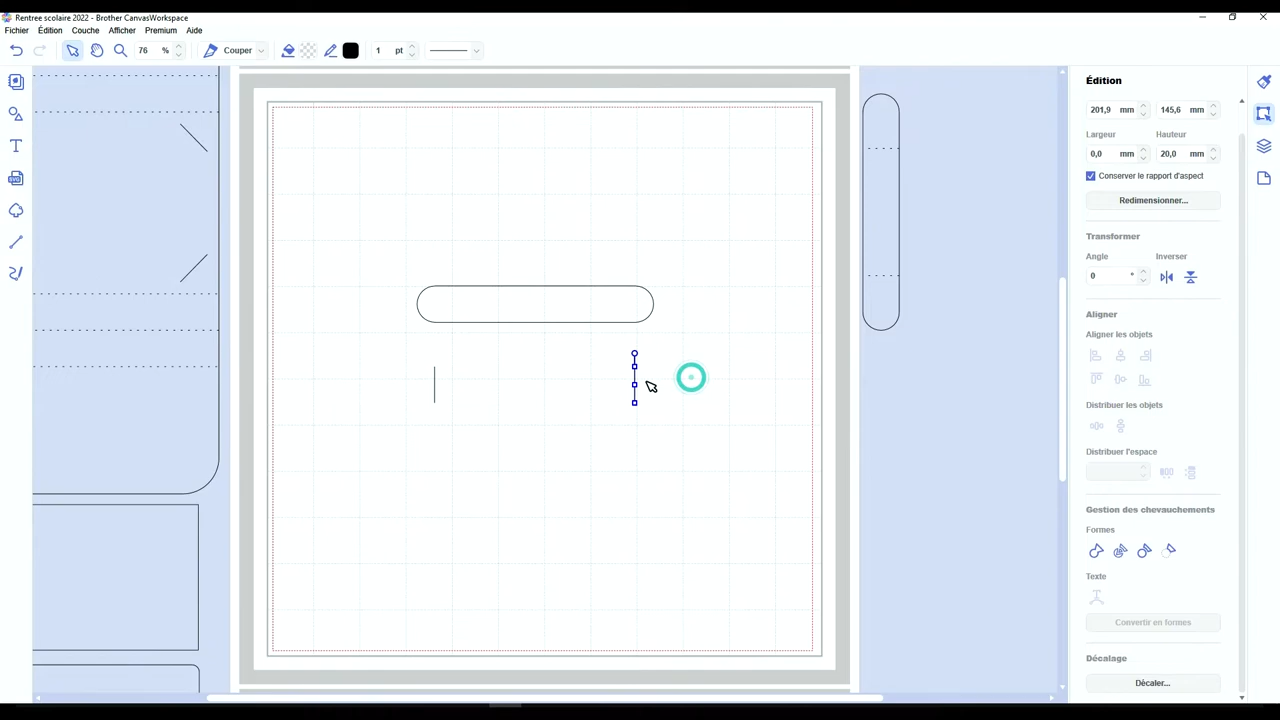 Rentree scolaire 2022 - Brother CanvasWorkspace
Fichier Édition Couche Afficher Premium Aide
76 % Couper 1 pt
Édition
201,9 mm 145,6 mm
Largeur Hauteur
0,0 mm 20,0 mm
Conserver le rapport d'aspect
Redimensionner...
Transformer
Angle Inverser
0 °
Aligner
Aligner les objets
Distribuer les objets
Distribuer l'espace
Gestion des chevauchements
Formes
Texte
Convertir en formes
Décalage
Décaler...